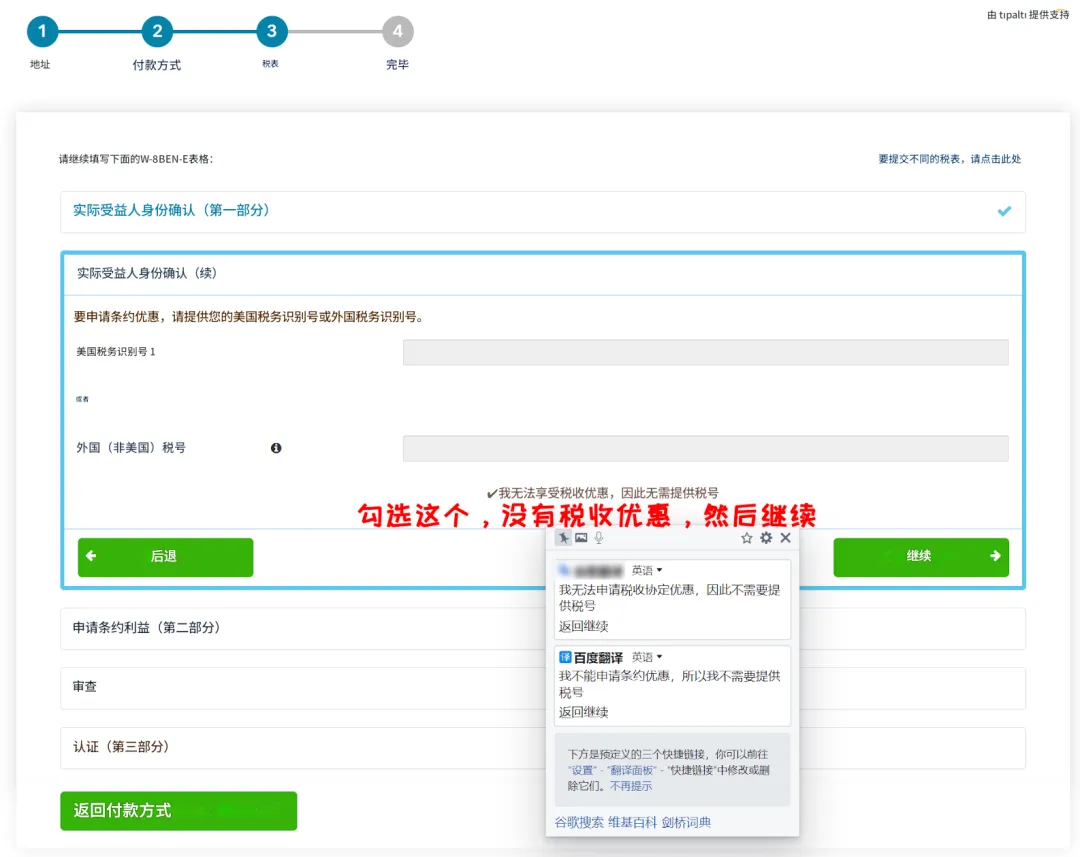 由 tipalti 提供支持
1 2 3 4
地址 付款方式 税表 完毕
请继续填写下面的W-8BEN-E表格：
要提交不同的税表，请点击此处
实际受益人身份确认（第一部分）
实际受益人身份确认（续）
要申请条约优惠，请提供您的美国税务识别号或外国税务识别号。
美国税务识别号 1
或者
外国（非美国）税号
✔我无法享受税收优惠，因此无需提供税号
勾选这个，没有税收优惠，然后继续
后退
继续
英语
我无法申请税收协定优惠，因此不需要提
供税号
返回继续
译 百度翻译 英语
我不能申请条约优惠，所以我不需要提供
税号
返回继续
下方是预定义的三个快捷链接，你可以前往
“设置” - “翻译面板” - “快捷链接”中修改或删
除它们。不再提示
谷歌搜索 维基百科 剑桥词典
申请条约利益（第二部分）
审查
认证（第三部分）
返回付款方式